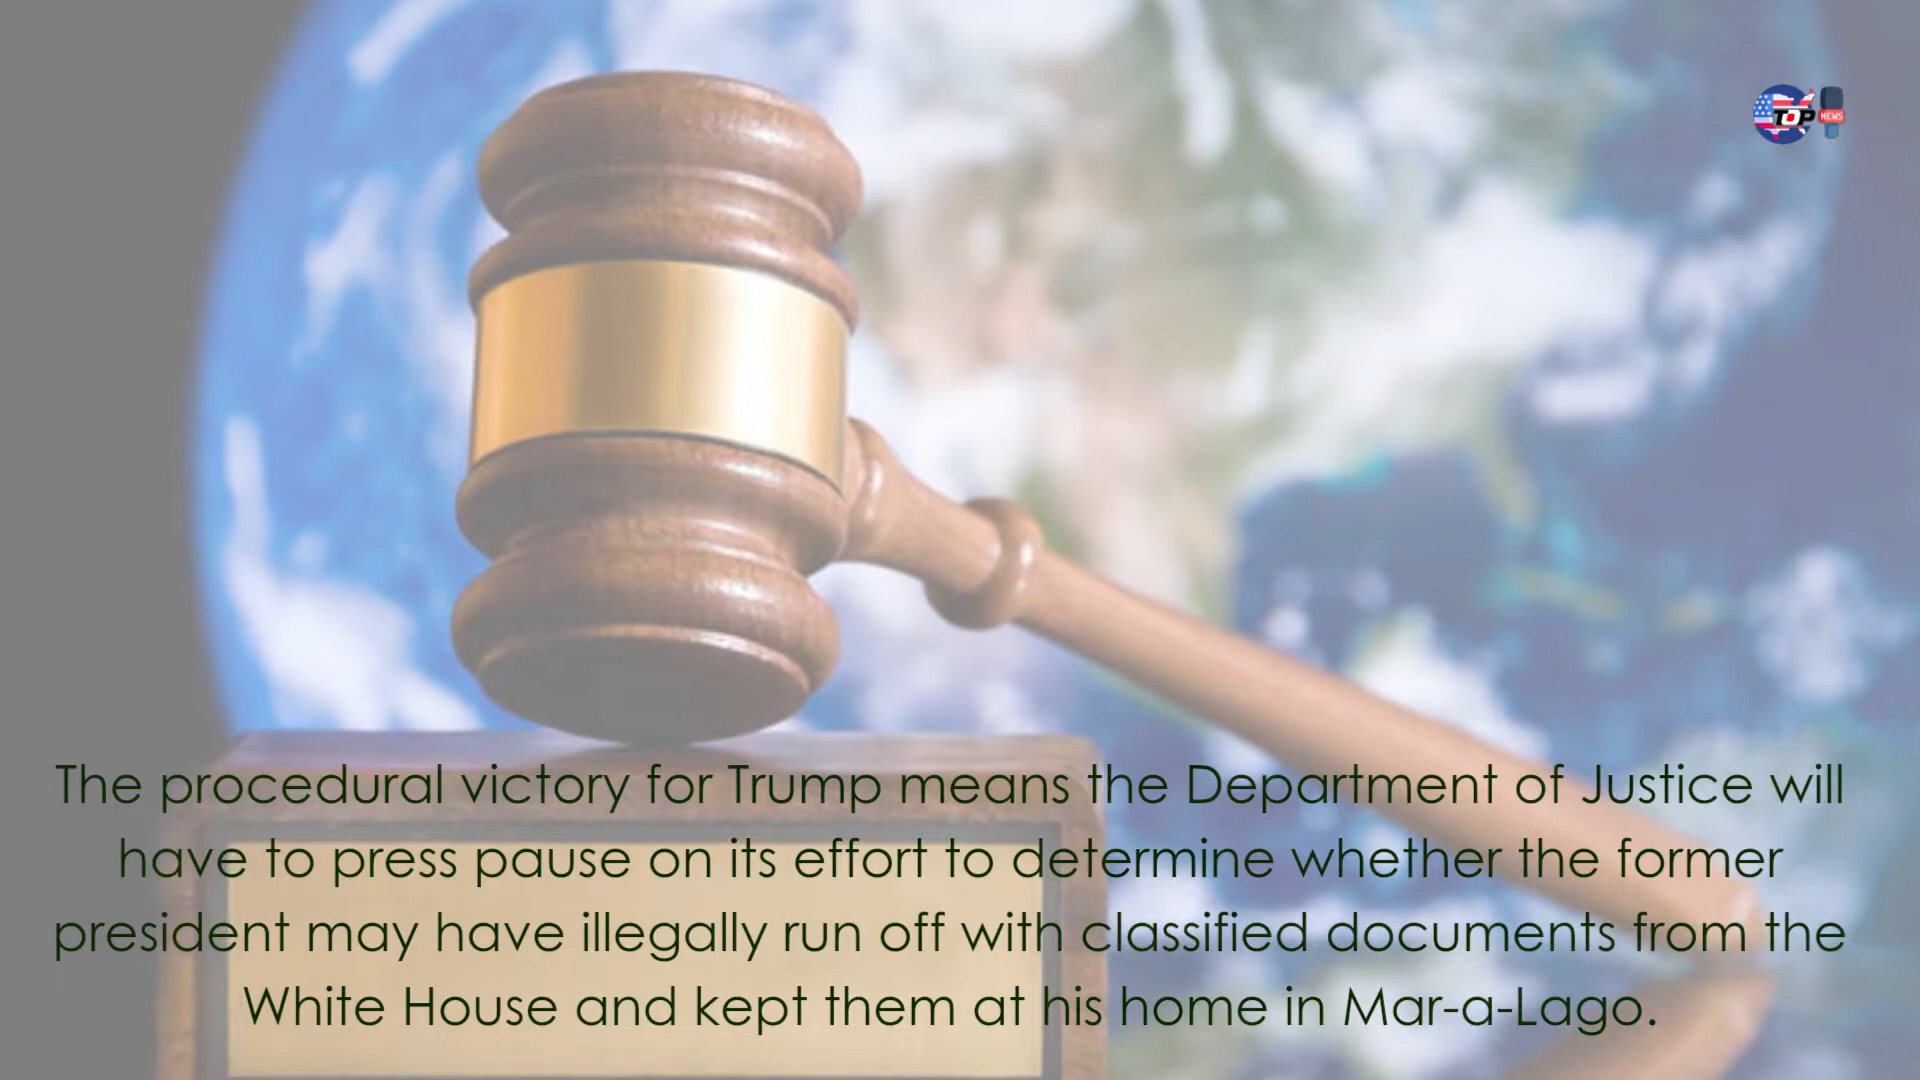 TOP NEWS
The procedural victory for Trump means the Department of Justice will
have to press pause on its effort to determine whether the former
president may have illegally run off with classified documents from the
White House and kept them at his home in Mar-a-Lago.